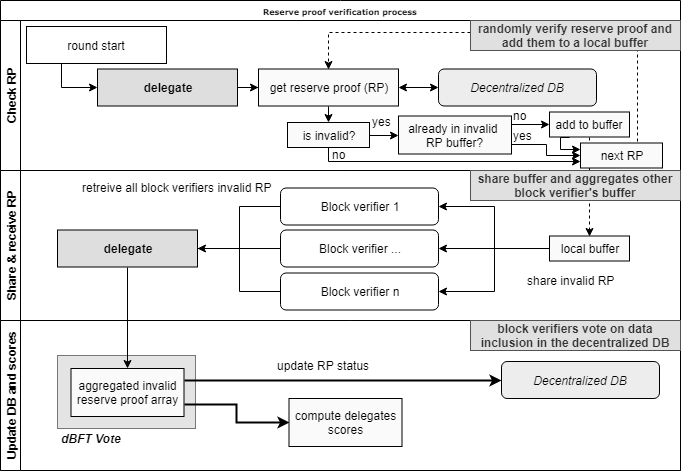 Reserve proof verification process
Check RP
round start
randomly verify reserve proof and
add them to a local buffer
delegate
get reserve proof (RP)
Decentralized DB
is invalid?
yes
already in invalid
RP buffer?
no
yes
add to buffer
no
next RP
Share & receive RP
retreive all block verifiers invalid RP
share buffer and aggregates other
block verifier's buffer
Block verifier 1
delegate
Block verifier ...
local buffer
Block verifier n
share invalid RP
Update DB and scores
block verifiers vote on data
inclusion in the decentralized DB
update RP status
aggregated invalid
reserve proof array
Decentralized DB
compute delegates
scores
dBFT Vote